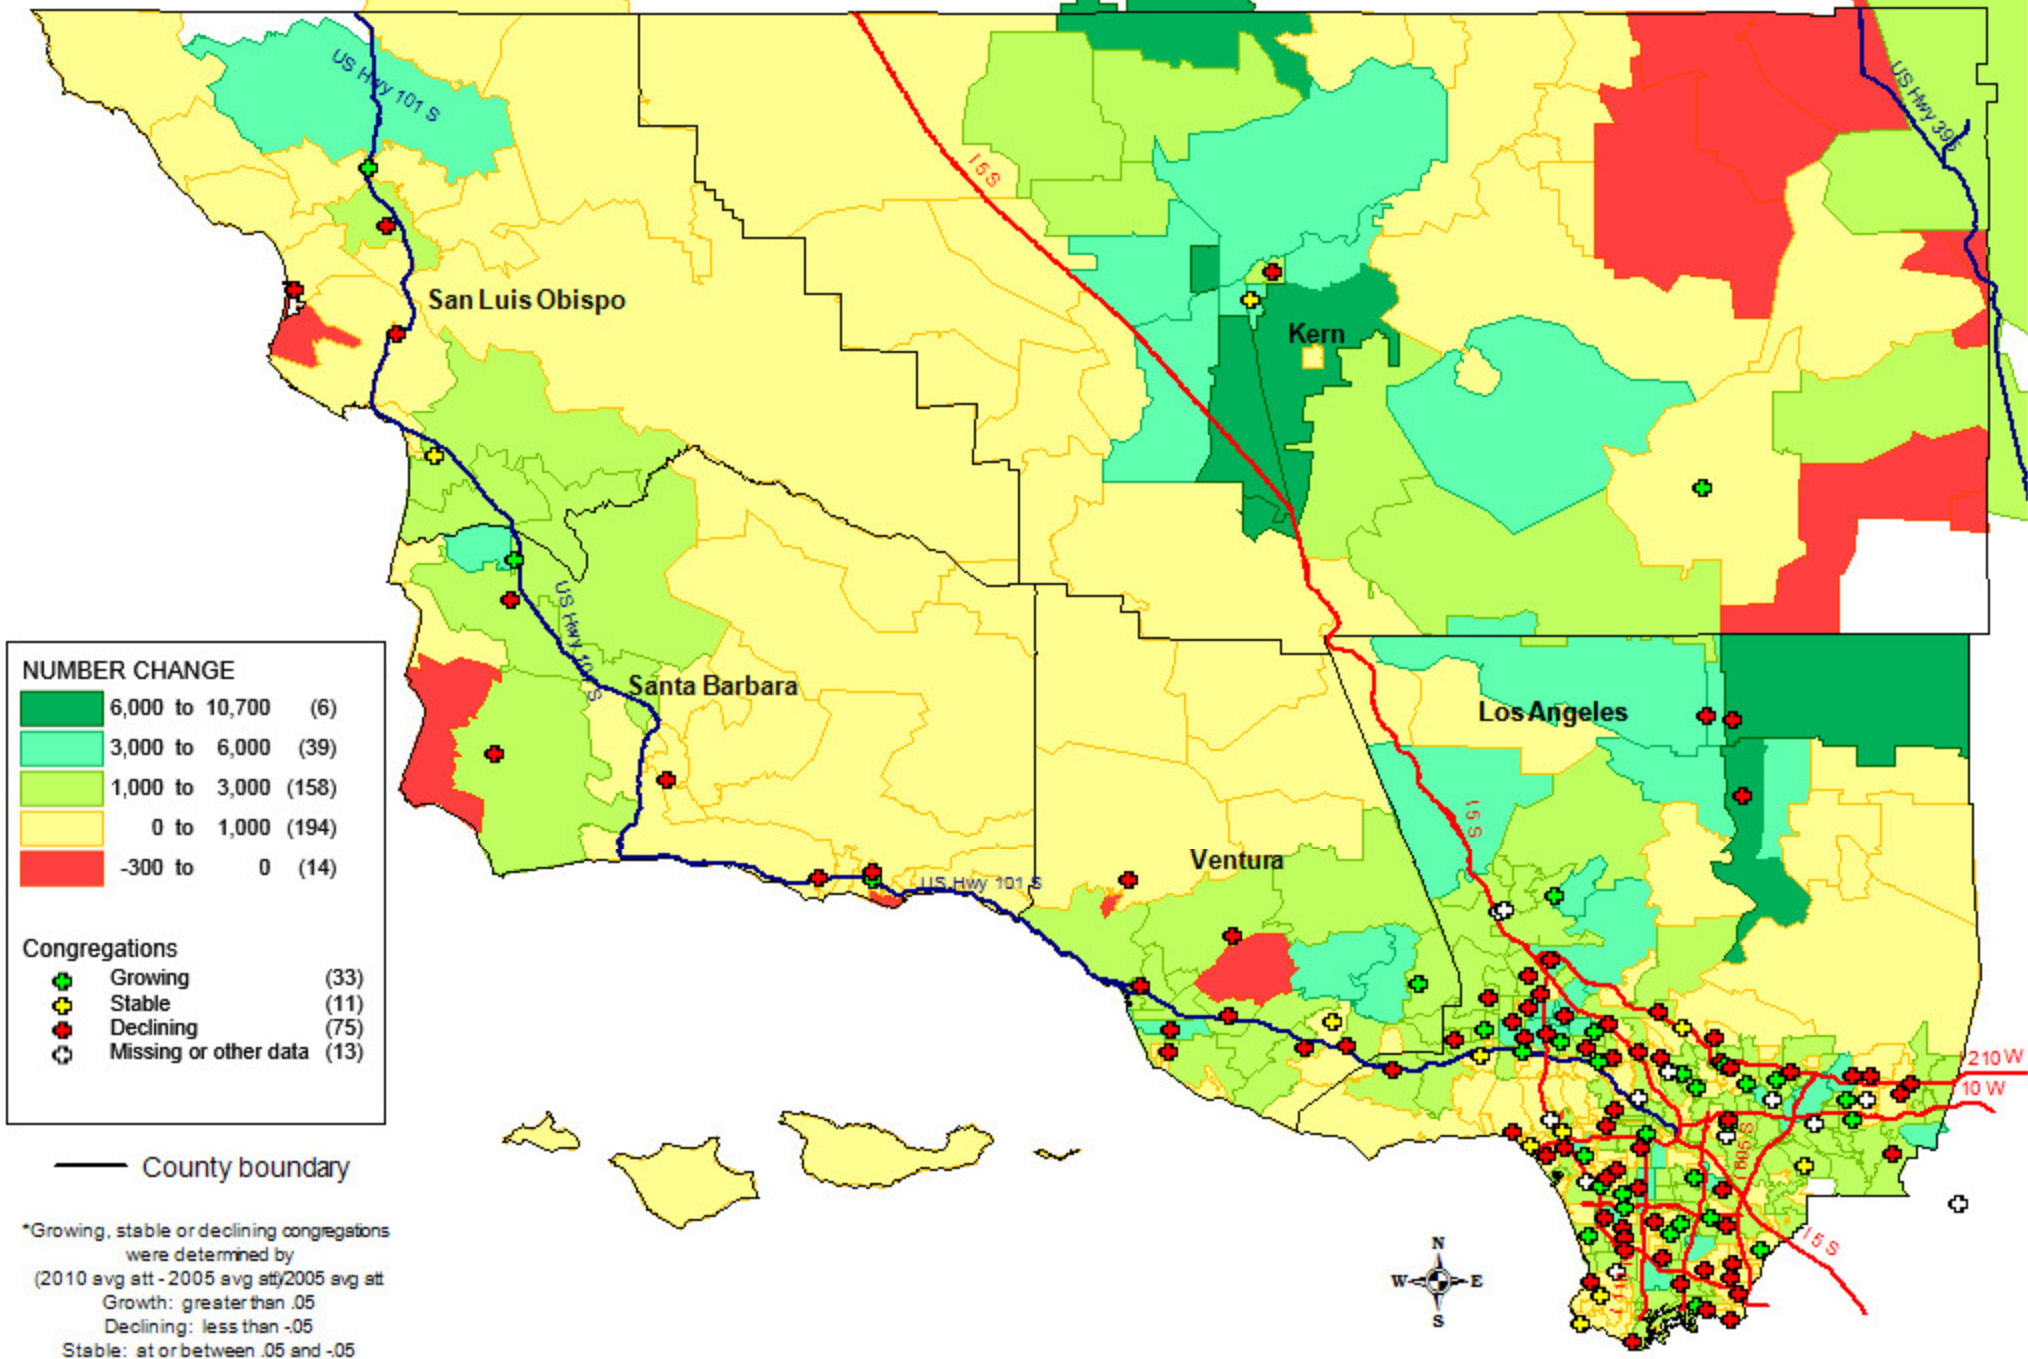 US Hwy 101 S
I 5 S
US Hwy 395
San Luis Obispo
Kern
US Hwy 101 S
Santa Barbara
Los Angeles
I 5 S
Ventura
US Hwy 101 S
NUMBER CHANGE
6,000 to 10,700 (6)
3,000 to 6,000 (39)
1,000 to 3,000 (158)
0 to 1,000 (194)
-300 to 0 (14)
Congregations
Growing (33)
Stable (11)
Declining (75)
Missing or other data (13)
County boundary
*Growing, stable or declining congregations
were determined by
(2010 avg att - 2005 avg att)/2005 avg att
Growth: greater than .05
Declining: less than -.05
Stable: at or between .05 and -.05
I 210 W
10 W
I 605 S
I 5 S
N
W E
S